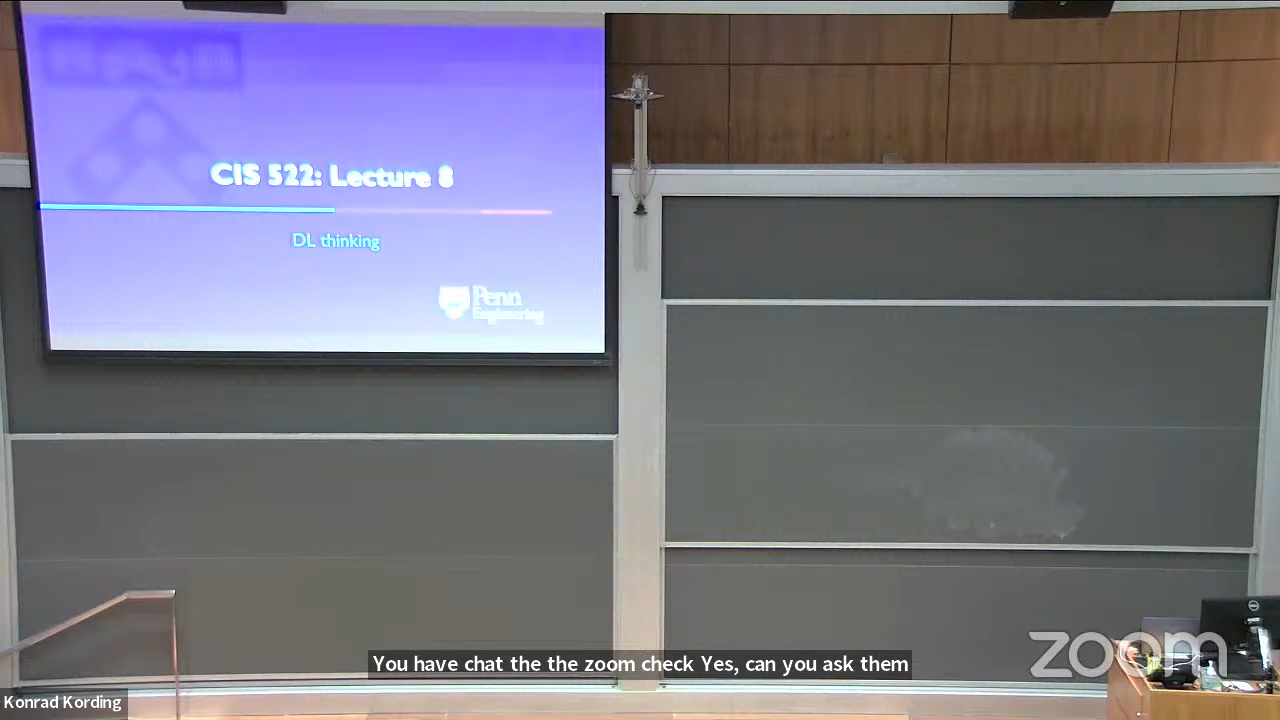 CIS 522: Lecture 8
DL thinking
Penn
Engineering
You have chat the the zoom check Yes, can you ask them
zoom
Konrad Kording